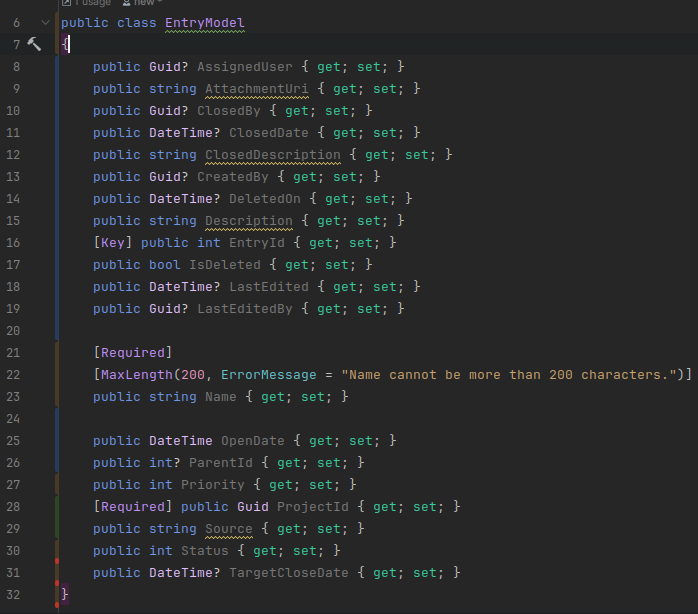 1 usage new *
6 public class EntryModel
7 {
8 public Guid? AssignedUser { get; set; }
9 public string AttachmentUri { get; set; }
10 public Guid? ClosedBy { get; set; }
11 public DateTime? ClosedDate { get; set; }
12 public string ClosedDescription { get; set; }
13 public Guid? CreatedBy { get; set; }
14 public DateTime? DeletedOn { get; set; }
15 public string Description { get; set; }
16 [Key] public int EntryId { get; set; }
17 public bool IsDeleted { get; set; }
18 public DateTime? LastEdited { get; set; }
19 public Guid? LastEditedBy { get; set; }
20
21 [Required]
22 [MaxLength(200, ErrorMessage = "Name cannot be more than 200 characters.")]
23 public string Name { get; set; }
24
25 public DateTime OpenDate { get; set; }
26 public int? ParentId { get; set; }
27 public int Priority { get; set; }
28 [Required] public Guid ProjectId { get; set; }
29 public string Source { get; set; }
30 public int Status { get; set; }
31 public DateTime? TargetCloseDate { get; set; }
32 }